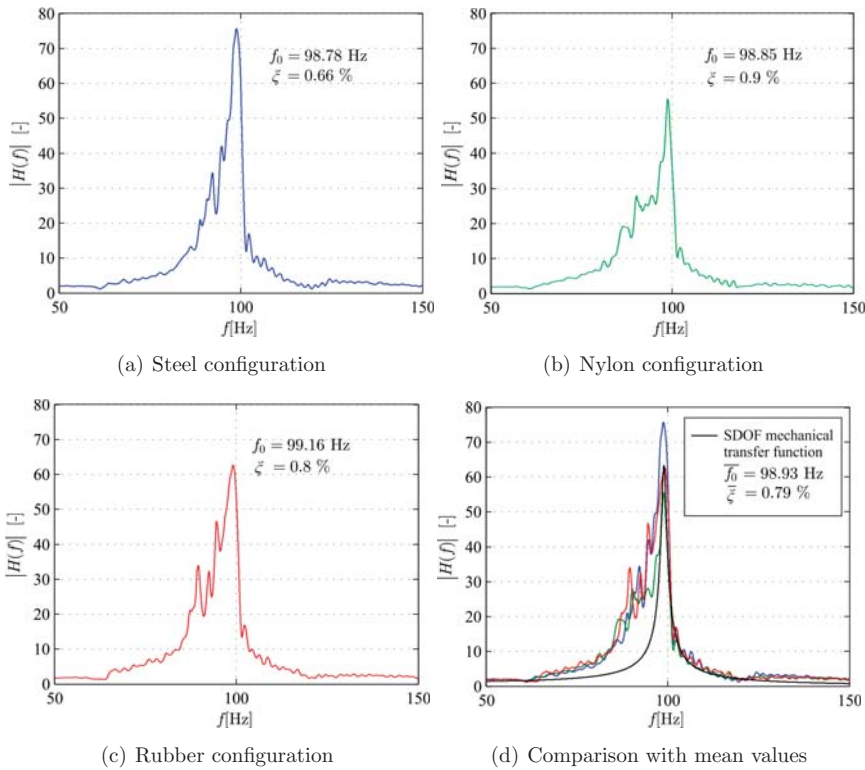 80
70
60
50
40
30
20
10
0
50
100
150
|H(f)| [-]
f[Hz]
f₀ = 98.78 Hz
ξ = 0.66 %
(a) Steel configuration
80
70
60
50
40
30
20
10
0
50
100
150
|H(f)| [-]
f[Hz]
f₀ = 98.85 Hz
ξ = 0.9 %
(b) Nylon configuration
80
70
60
50
40
30
20
10
0
50
100
150
|H(f)| [-]
f[Hz]
f₀ = 99.16 Hz
ξ = 0.8 %
(c) Rubber configuration
80
70
60
50
40
30
20
10
0
50
100
150
|H(f)| [-]
f[Hz]
SDOF mechanical
transfer function
f̅₀ = 98.93 Hz
ξ̅ = 0.79 %
(d) Comparison with mean values